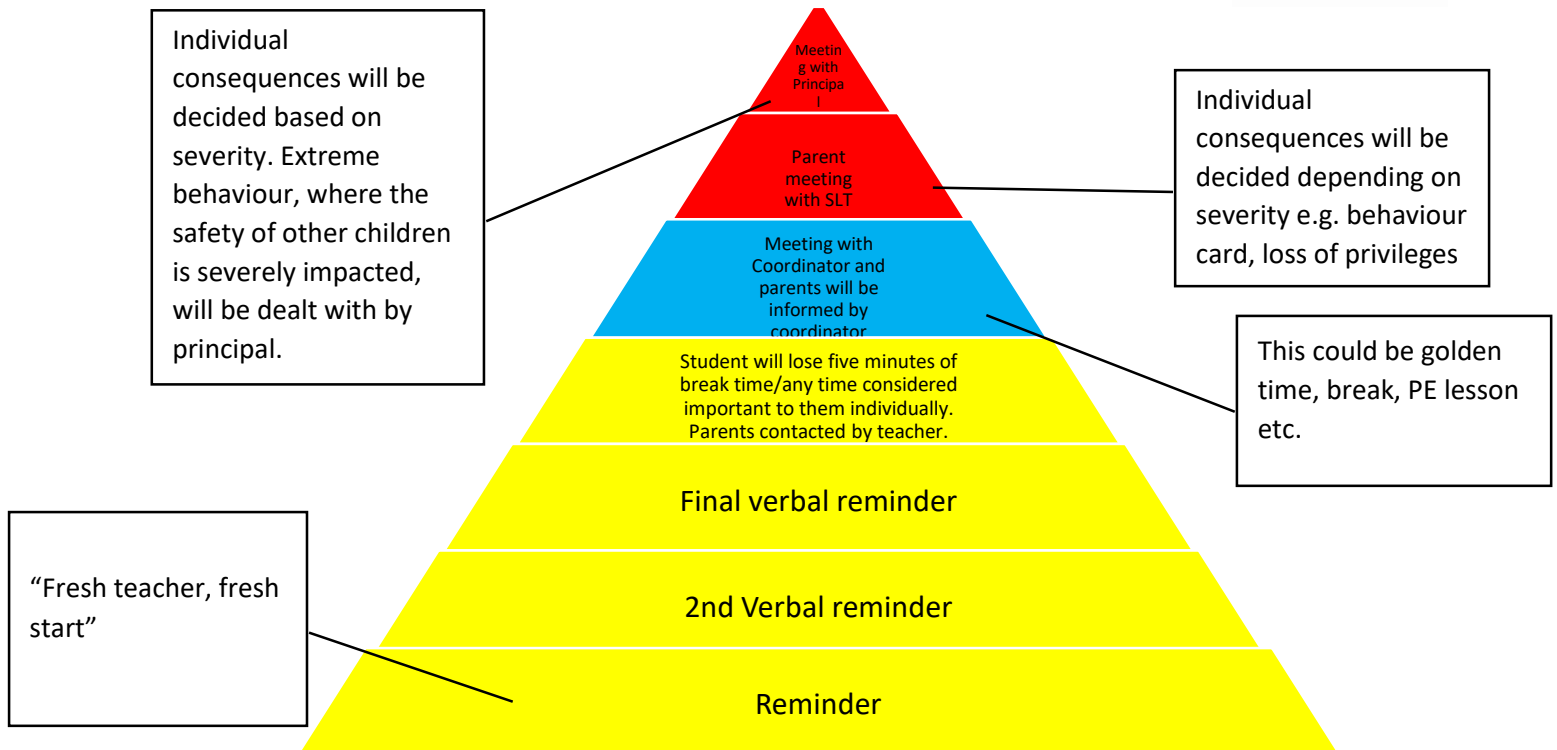 Individual
consequences will be
decided based on
severity. Extreme
behaviour, where the
safety of other children
is severely impacted,
will be dealt with by
principal.
Meetin
g with
Principa
l
Individual
consequences will be
decided depending on
severity e.g. behaviour
card, loss of privileges
Parent
meeting
with SLT
Meeting with
Coordinator and
parents will be
informed by
coordinator
This could be golden
time, break, PE lesson
etc.
Student will lose five minutes of
break time/any time considered
important to them individually.
Parents contacted by teacher.
Final verbal reminder
“Fresh teacher, fresh
start”
2nd Verbal reminder
Reminder